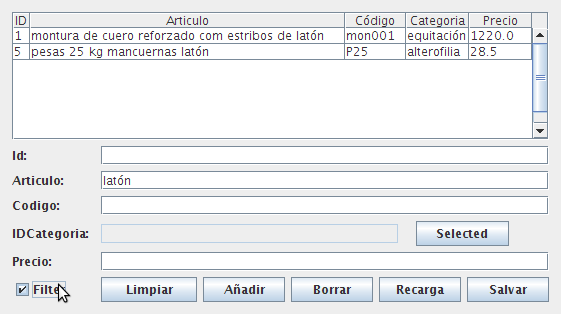 ID Articulo Código Categoria Precio
1 montura de cuero reforzado com estribos de latón mon001 equitación 1220.0
5 pesas 25 kg mancuernas latón P25 alterofilia 28.5
Id:
Articulo: latón
Codigo:
IDCategoria: Selected
Precio:
Filte Limpiar Añadir Borrar Recarga Salvar